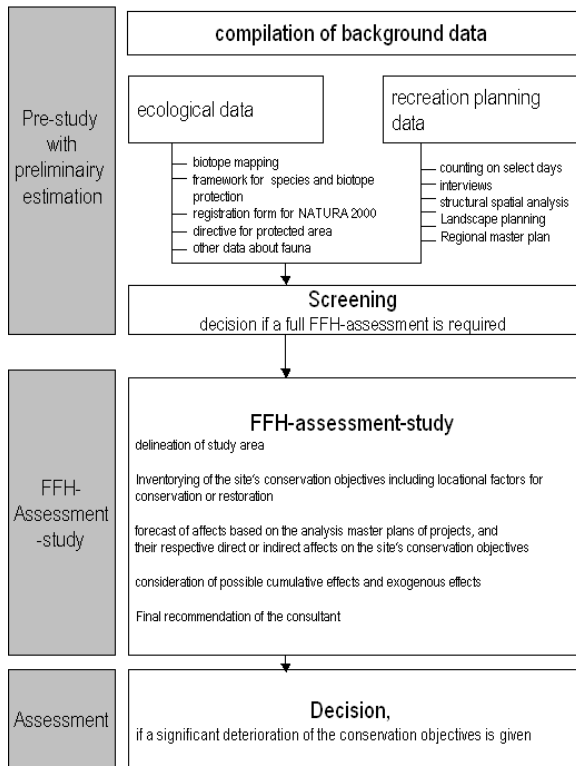 Pre-study
with
preliminairy
estimation
compilation of background data
ecological data
biotope mapping
framework for species and biotope
protection
registration form for NATURA 2000
directive for protected area
other data about fauna
recreation planning
data
counting on select days
interviews
structural spatial analysis
Landscape planning
Regional master plan
Screening
decision if a full FFH-assessment is required
FFH-
Assessment
-study
FFH-assessment-study
delineation of study area
Inventorying of the site's conservation objectives including locational factors for
conservation or restoration
forecast of affects based on the analysis master plans of projects, and
their respective direct or indirect affects on the site's conservation objectives
consideration of possible cumulative effects and exogenous effects
Final recommendation of the consultant
Assessment
Decision,
if a significant deterioration of the conservation objectives is given